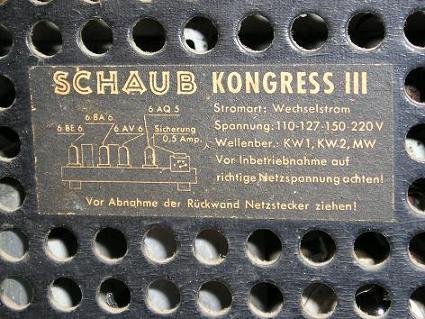 SCHAUB KONGRESS III
6 AQ 5
6 BA 6
6 BE 6
6 AV 6
Sicherung
0,5 Amp.
Stromart: Wechselstrom
Spannung: 110-127-150-220 V
Wellenber.: KW 1, KW 2, MW
Vor Inbetriebnahme auf
richtige Netzspannung achten!
Vor Abnahme der Rückwand Netzstecker ziehen!